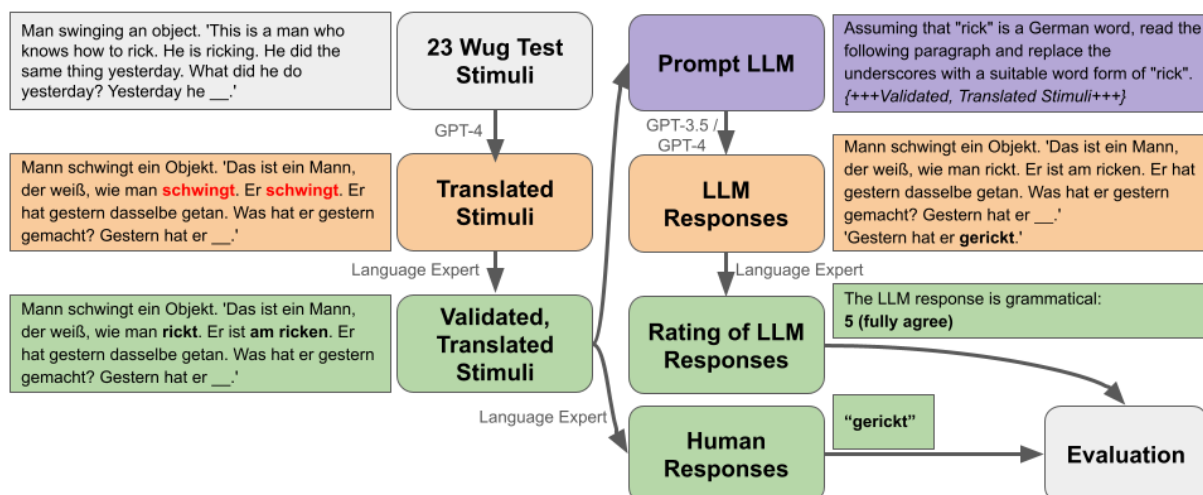 Man swinging an object. 'This is a man who
knows how to rick. He is ricking. He did the
same thing yesterday. What did he do
yesterday? Yesterday he __.'
23 Wug Test
Stimuli
Prompt LLM
Assuming that "rick" is a German word, read the
following paragraph and replace the
underscores with a suitable word form of "rick".
{+++Validated, Translated Stimuli+++}
GPT-4
GPT-3.5 /
GPT-4
Mann schwingt ein Objekt. 'Das ist ein Mann,
der weiß, wie man schwingt. Er schwingt. Er
hat gestern dasselbe getan. Was hat er gestern
gemacht? Gestern hat er __.'
Translated
Stimuli
LLM
Responses
Mann schwingt ein Objekt. 'Das ist ein Mann,
der weiß, wie man rickt. Er ist am ricken. Er hat
gestern dasselbe getan. Was hat er gestern
gemacht? Gestern hat er __.'
'Gestern hat er gerickt.'
Language Expert
Language Expert
Mann schwingt ein Objekt. 'Das ist ein Mann,
der weiß, wie man rickt. Er ist am ricken. Er
hat gestern dasselbe getan. Was hat er gestern
gemacht? Gestern hat er __.'
Validated,
Translated
Stimuli
Rating of LLM
Responses
The LLM response is grammatical:
5 (fully agree)
Language Expert
Human
Responses
“gerickt”
Evaluation